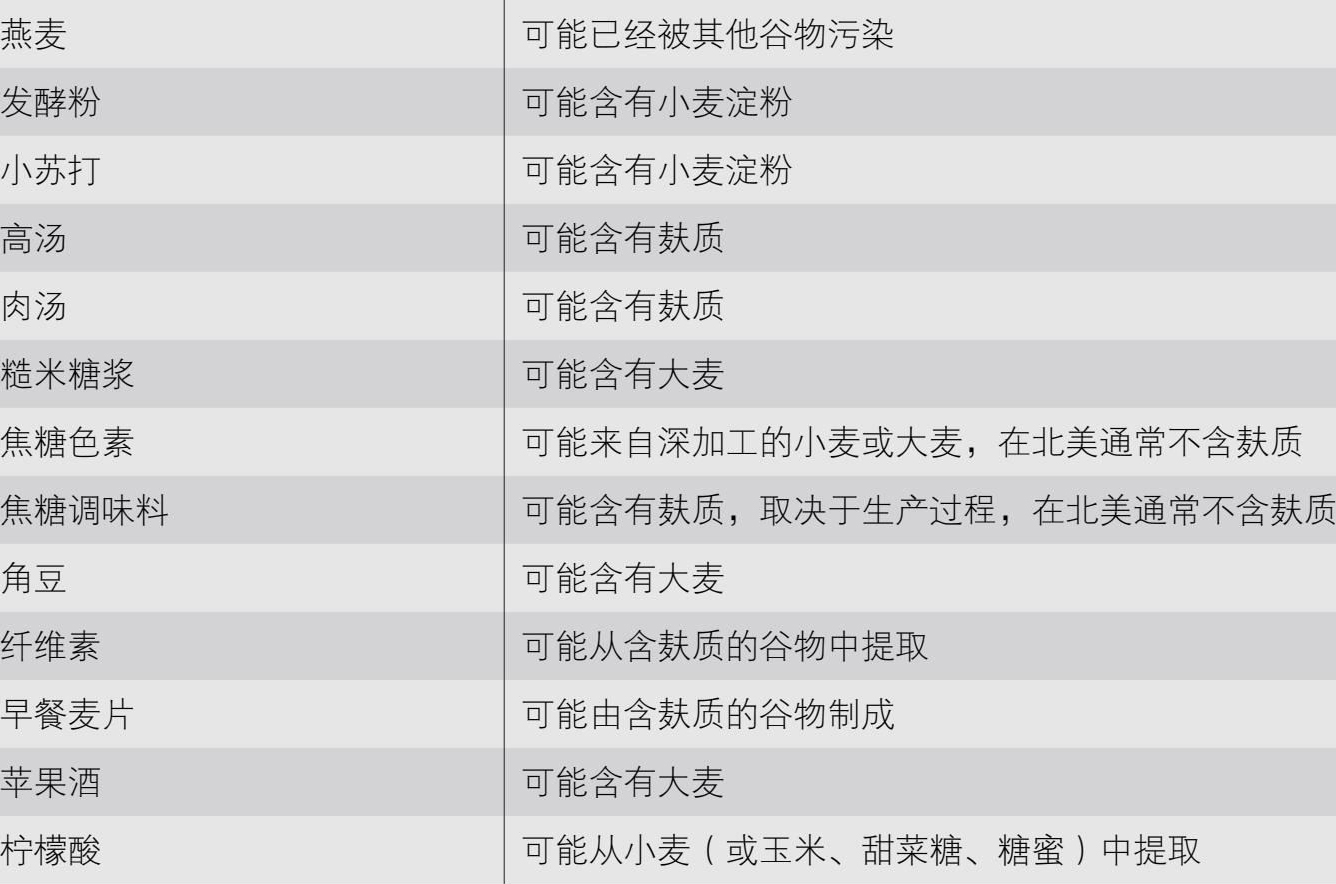 燕麦 可能已经被其他谷物污染
发酵粉 可能含有小麦淀粉
小苏打 可能含有小麦淀粉
高汤 可能含有麸质
肉汤 可能含有麸质
糙米糖浆 可能含有大麦
焦糖色素 可能来自深加工的小麦或大麦，在北美通常不含麸质
焦糖调味料 可能含有麸质，取决于生产过程，在北美通常不含麸质
角豆 可能含有大麦
纤维素 可能从含麸质的谷物中提取
早餐麦片 可能由含麸质的谷物制成
苹果酒 可能含有大麦
柠檬酸 可能从小麦（或玉米、甜菜糖、糖蜜）中提取